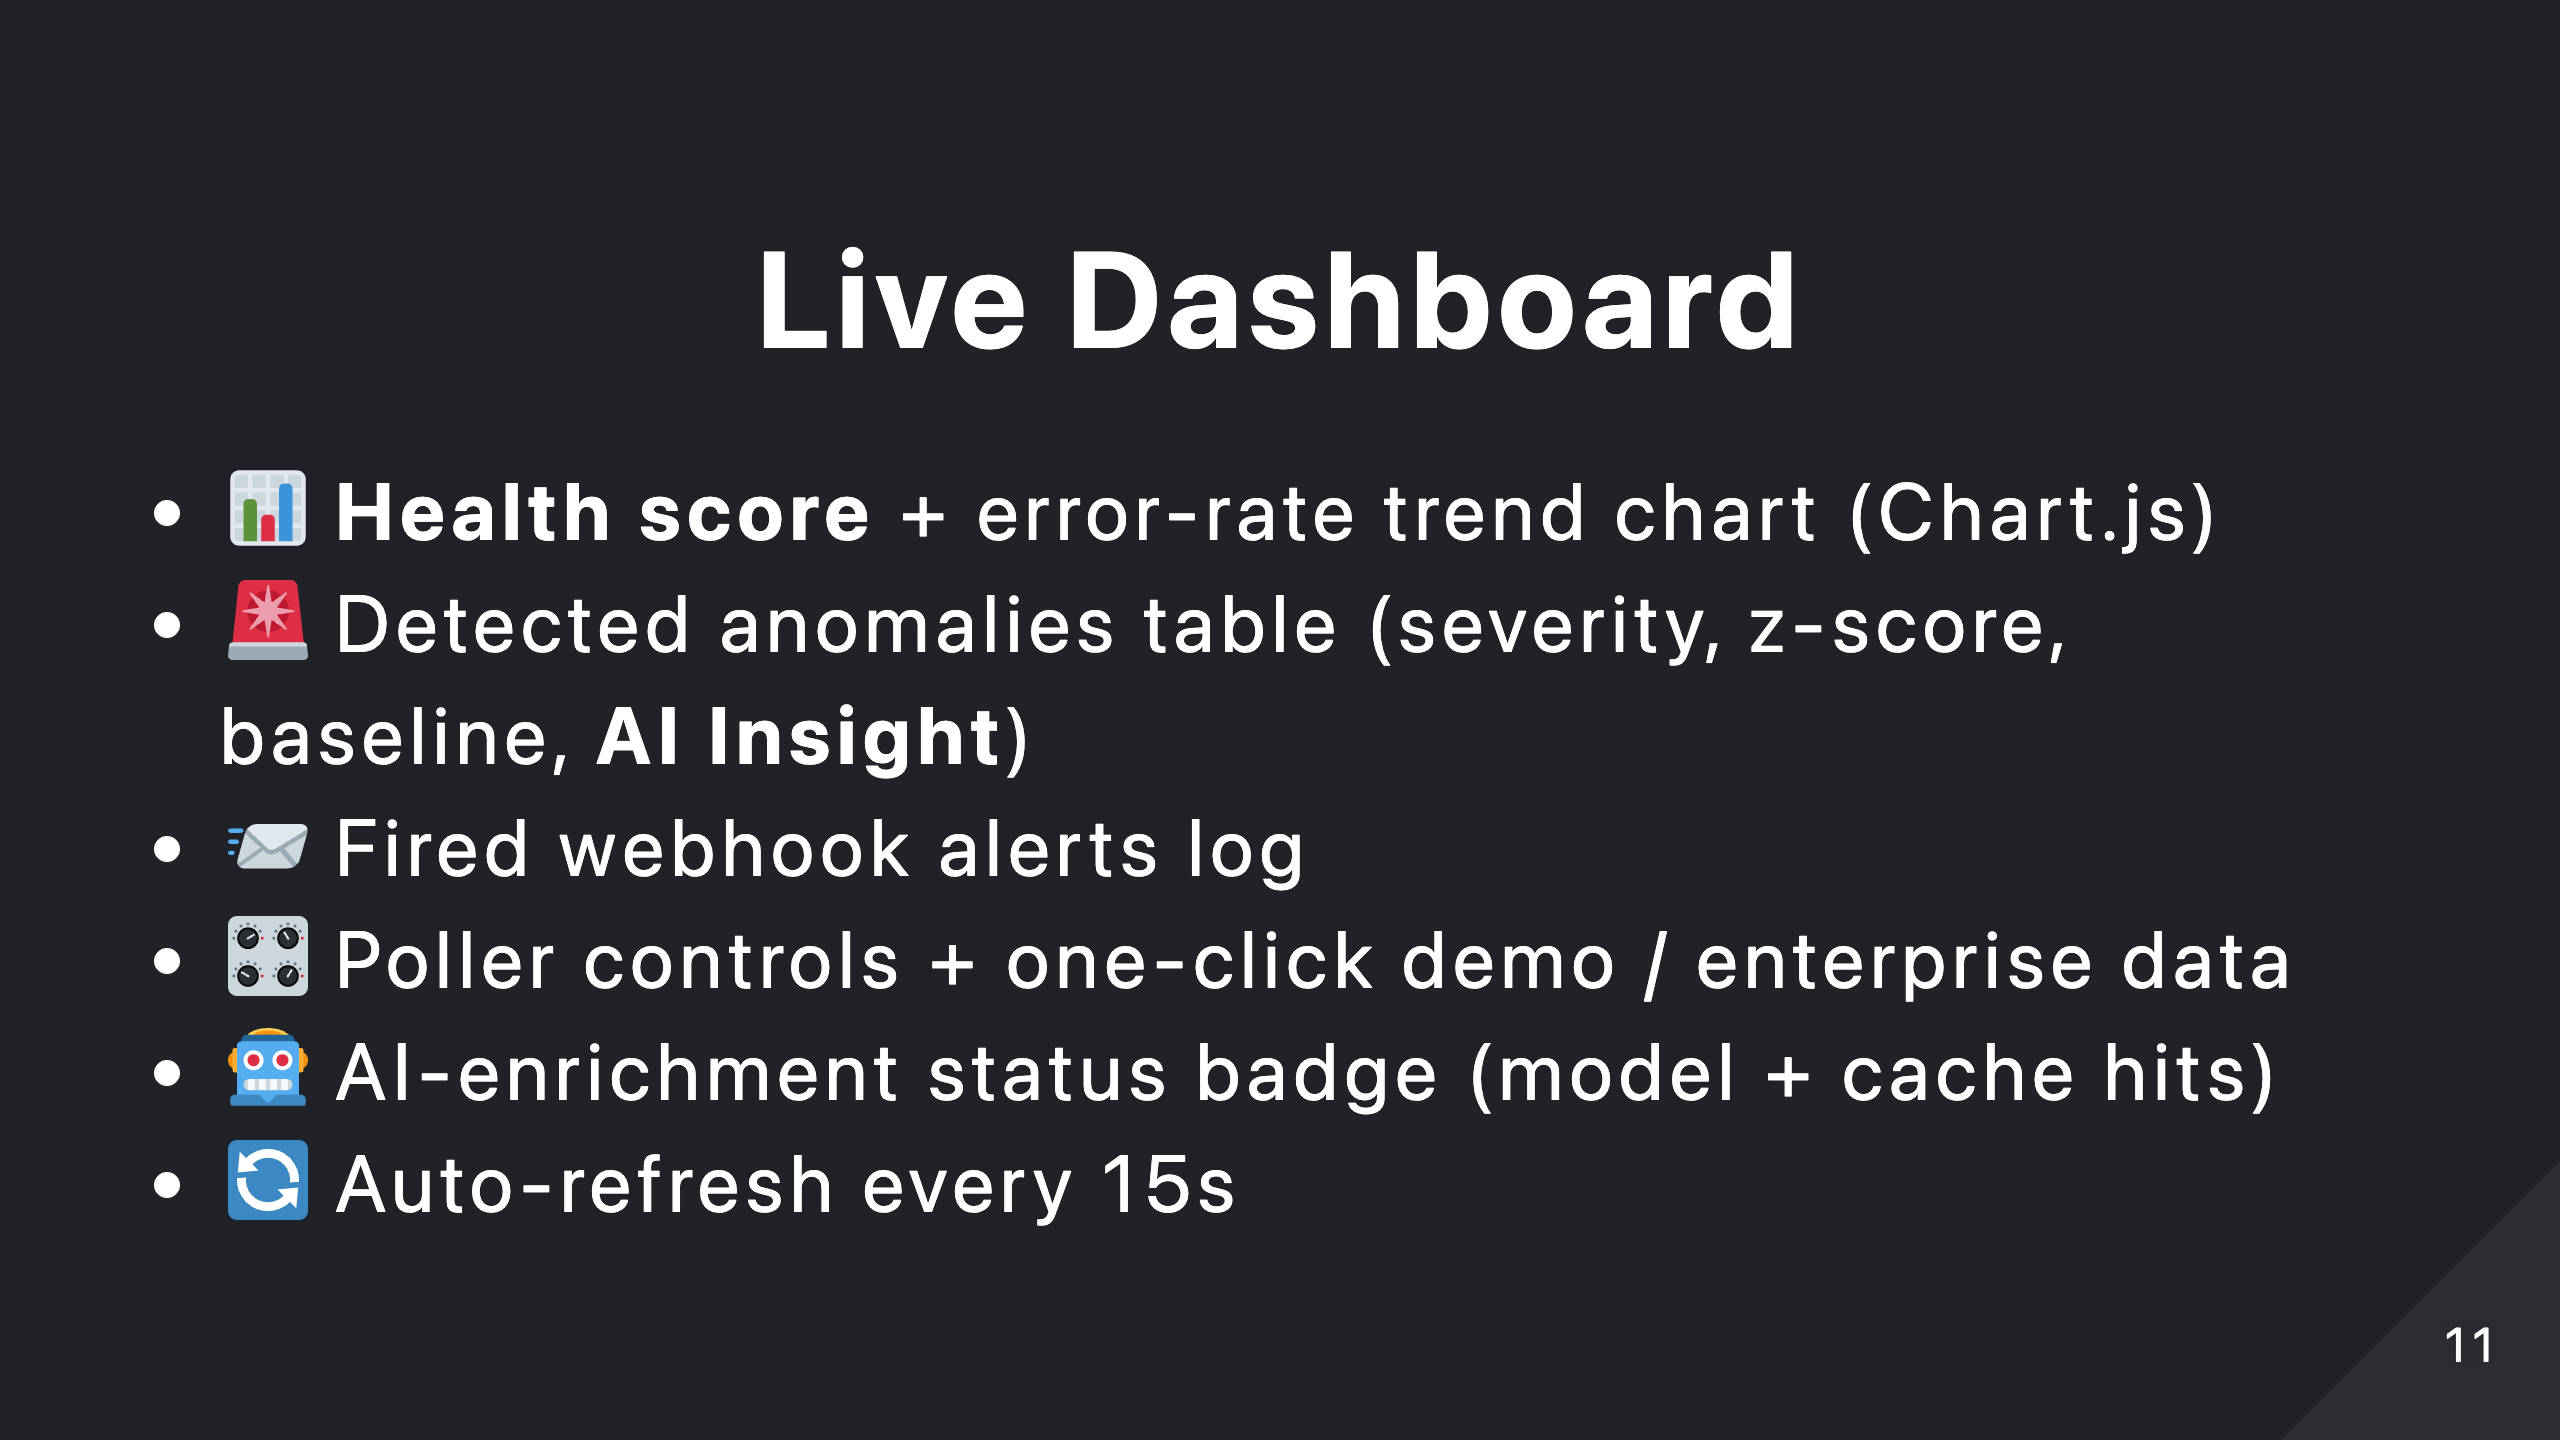 Live Dashboard
• 📊 Health score + error-rate trend chart (Chart.js)
• 🚨 Detected anomalies table (severity, z-score,
baseline, AI Insight)
• 📨 Fired webhook alerts log
• 🎛️ Poller controls + one-click demo / enterprise data
• 🤖 AI-enrichment status badge (model + cache hits)
• 🔄 Auto-refresh every 15s
11